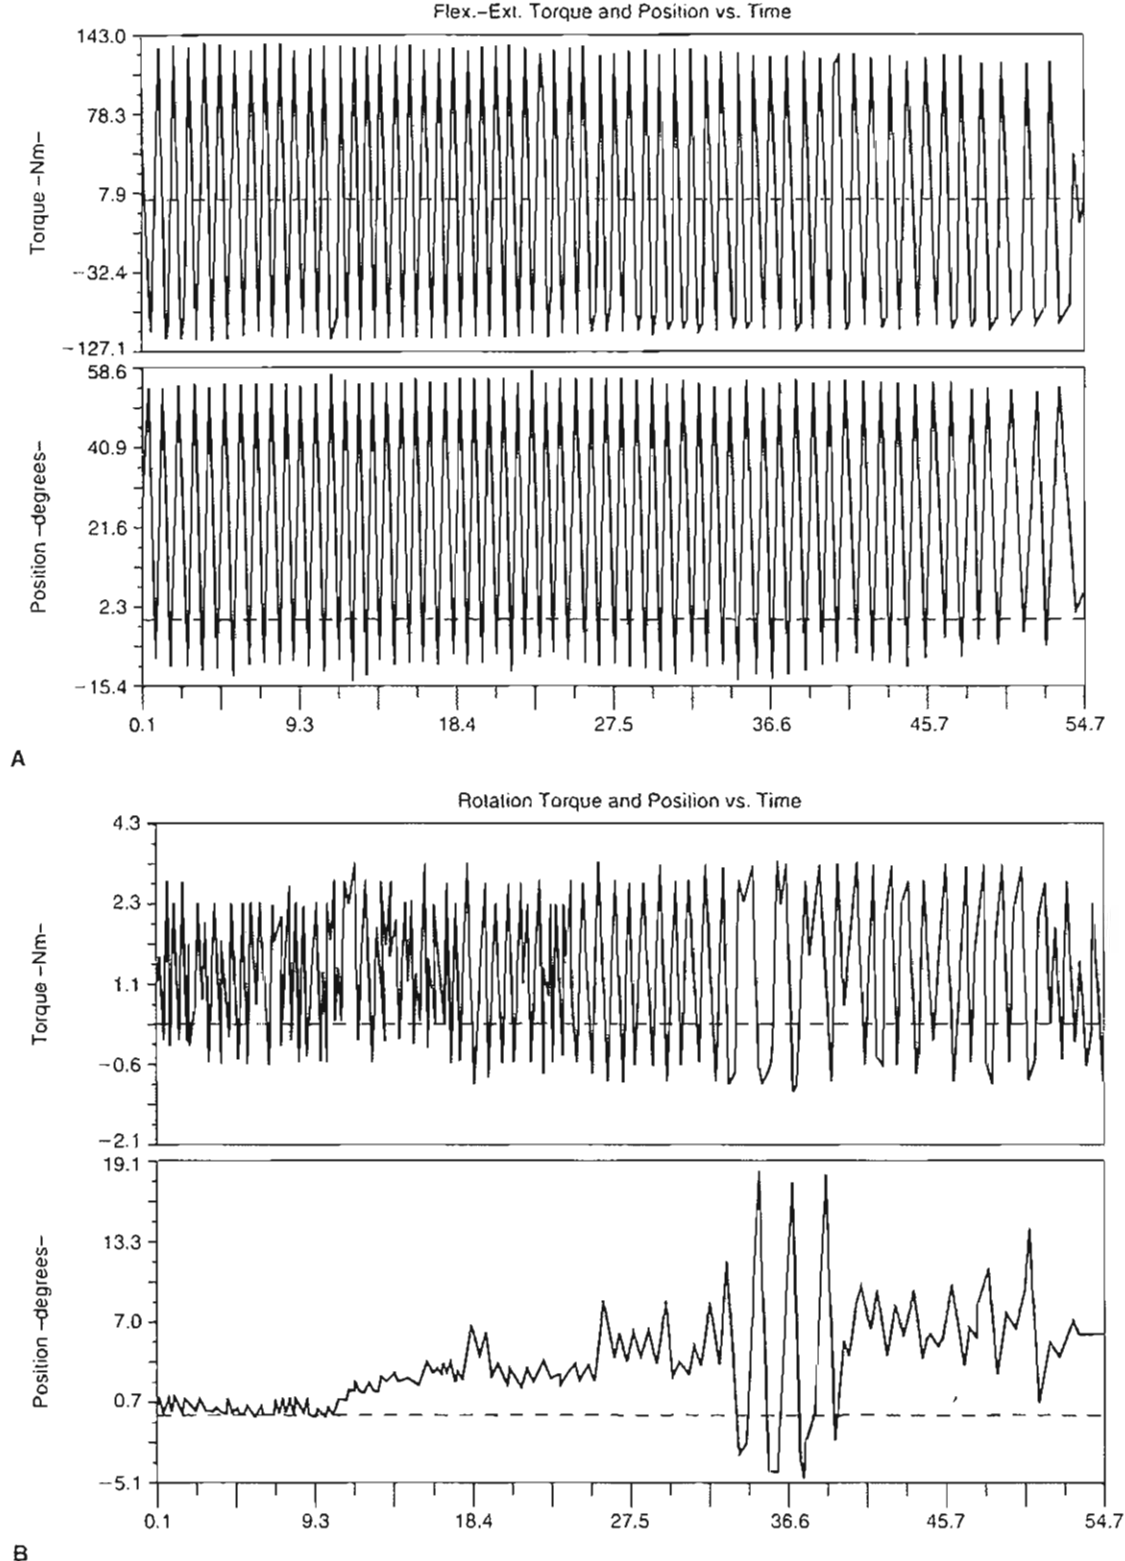 Flex.-Ext. Torque and Position vs. Time
143.0
78.3
7.9
-32.4
-127.1
Torque -Nm-
58.6
40.9
21.6
2.3
-15.4
Position -degrees-
0.1 9.3 18.4 27.5 36.6 45.7 54.7
A
Rotation Torque and Position vs. Time
4.3
2.3
1.1
-0.6
-2.1
Torque -Nm-
19.1
13.3
7.0
0.7
-5.1
Position -degrees-
0.1 9.3 18.4 27.5 36.6 45.7 54.7
B